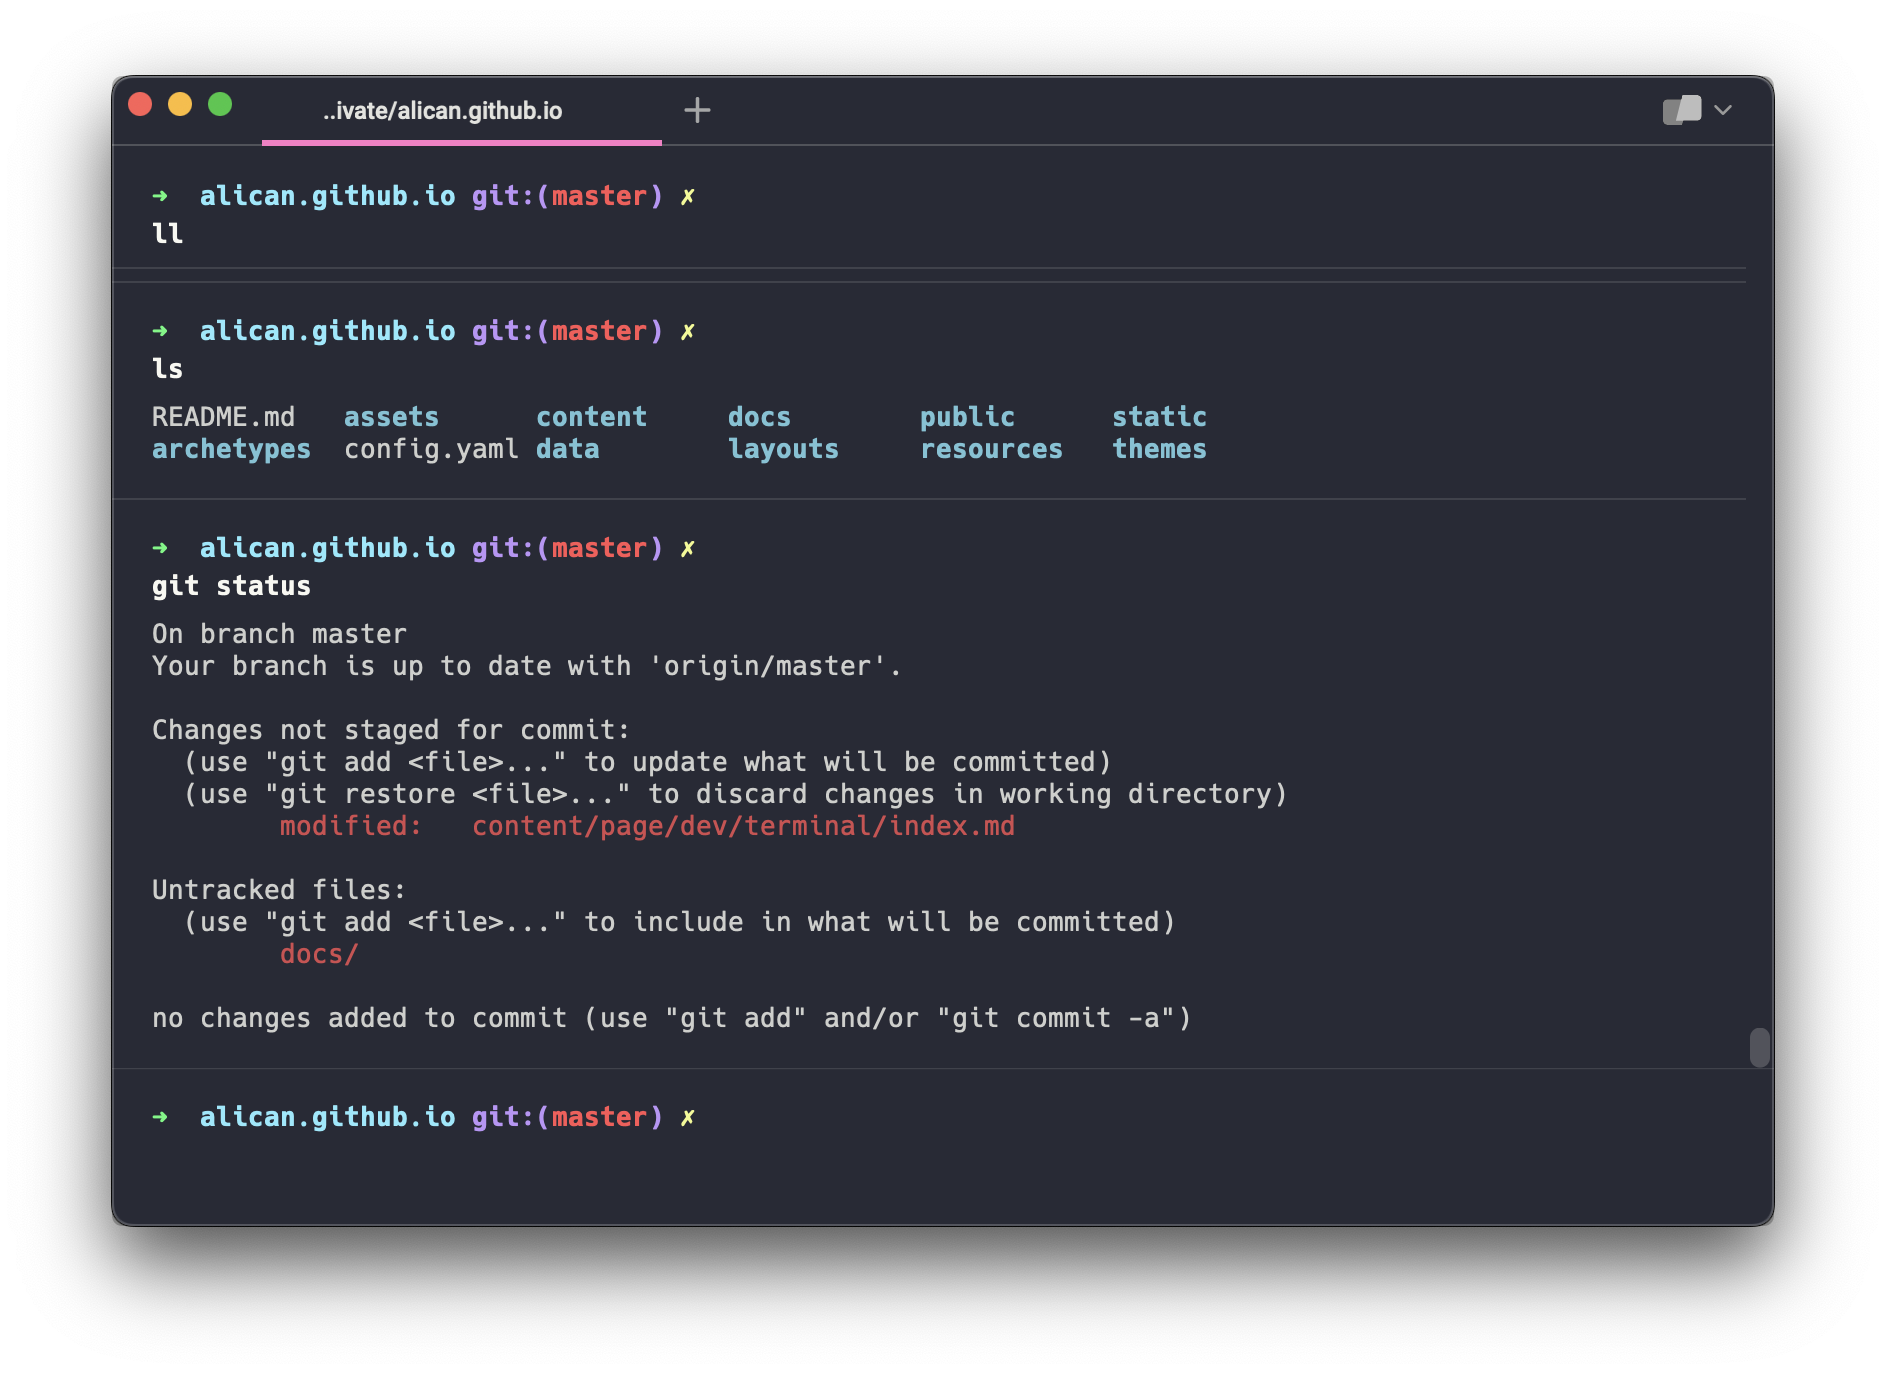 ..ivate/alican.github.io +
➜  alican.github.io git:(master) ✗
ll
➜  alican.github.io git:(master) ✗
ls
README.md   assets      content     docs        public      static
archetypes  config.yaml data        layouts     resources   themes
➜  alican.github.io git:(master) ✗
git status
On branch master
Your branch is up to date with 'origin/master'.
Changes not staged for commit:
  (use "git add <file>..." to update what will be committed)
  (use "git restore <file>..." to discard changes in working directory)
        modified:   content/page/dev/terminal/index.md
Untracked files:
  (use "git add <file>..." to include in what will be committed)
        docs/
no changes added to commit (use "git add" and/or "git commit -a")
➜  alican.github.io git:(master) ✗